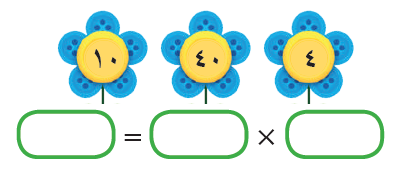 ٤ ٤٠ ١٠
× =